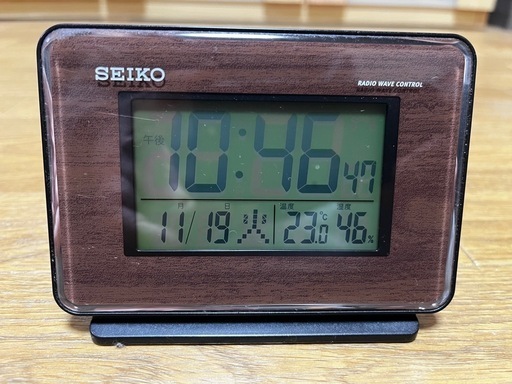 SEIKO
RADIO WAVE CONTROL
午後 10:46 47
月 日 温度 湿度
11/19 火 23.0 ℃ 46%